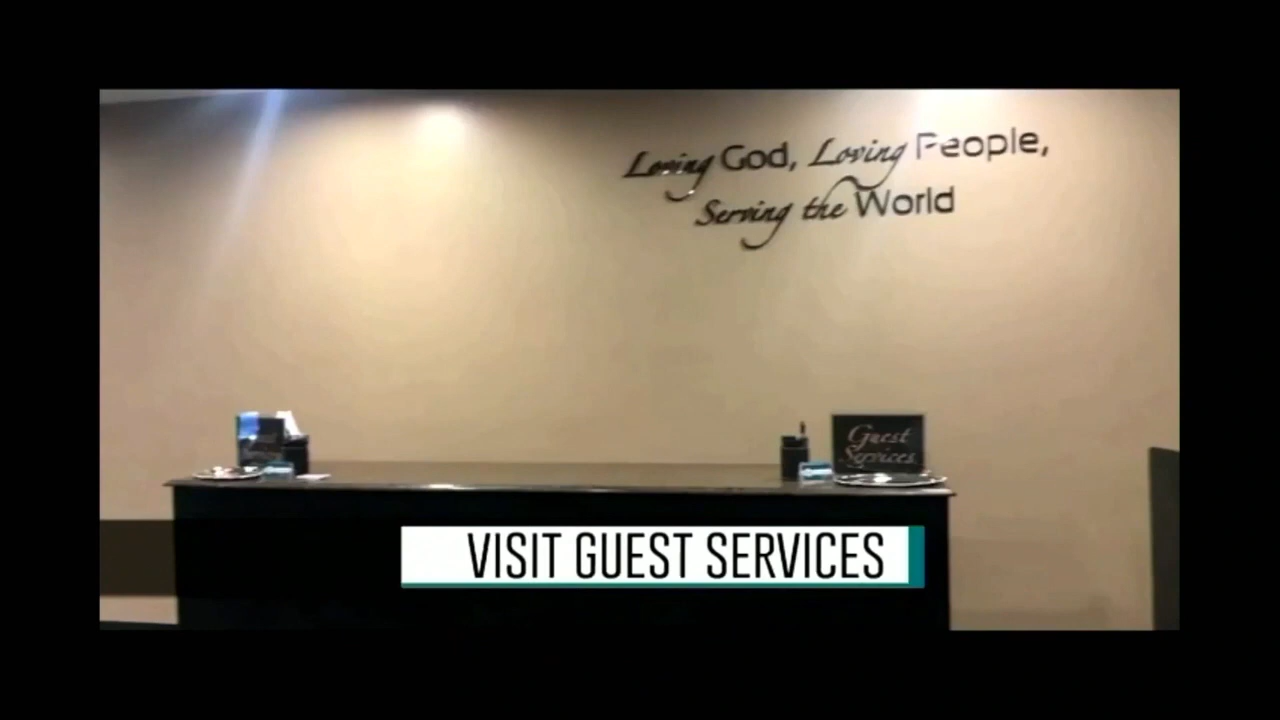 Loving God, Loving People,
Serving the World
Guest
Services
VISIT GUEST SERVICES